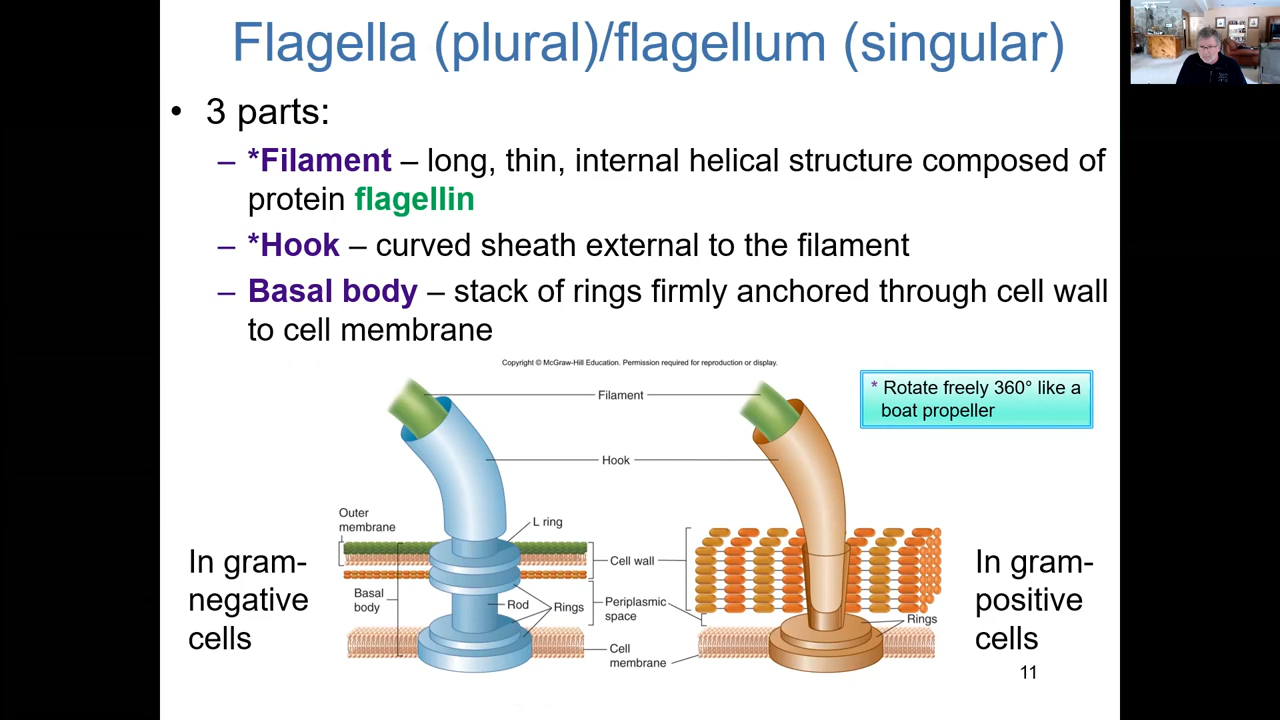 Flagella (plural)/flagellum (singular)
• 3 parts:
– *Filament – long, thin, internal helical structure composed of
protein flagellin
– *Hook – curved sheath external to the filament
– Basal body – stack of rings firmly anchored through cell wall
to cell membrane
Copyright © McGraw-Hill Education. Permission required for reproduction or display.
* Rotate freely 360° like a
boat propeller
Filament
Hook
Outer
membrane
L ring
Cell wall
Basal
body
Rod
Rings
Periplasmic
space
Rings
Cell
membrane
In gram-
negative
cells
In gram-
positive
cells
11